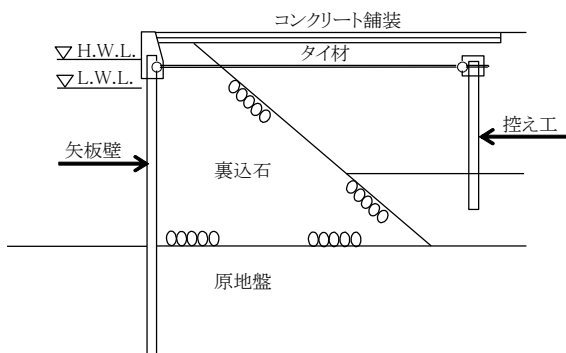 コンクリート舗装
タイ材
H.W.L.
L.W.L.
控え工
矢板壁
裏込石
原地盤